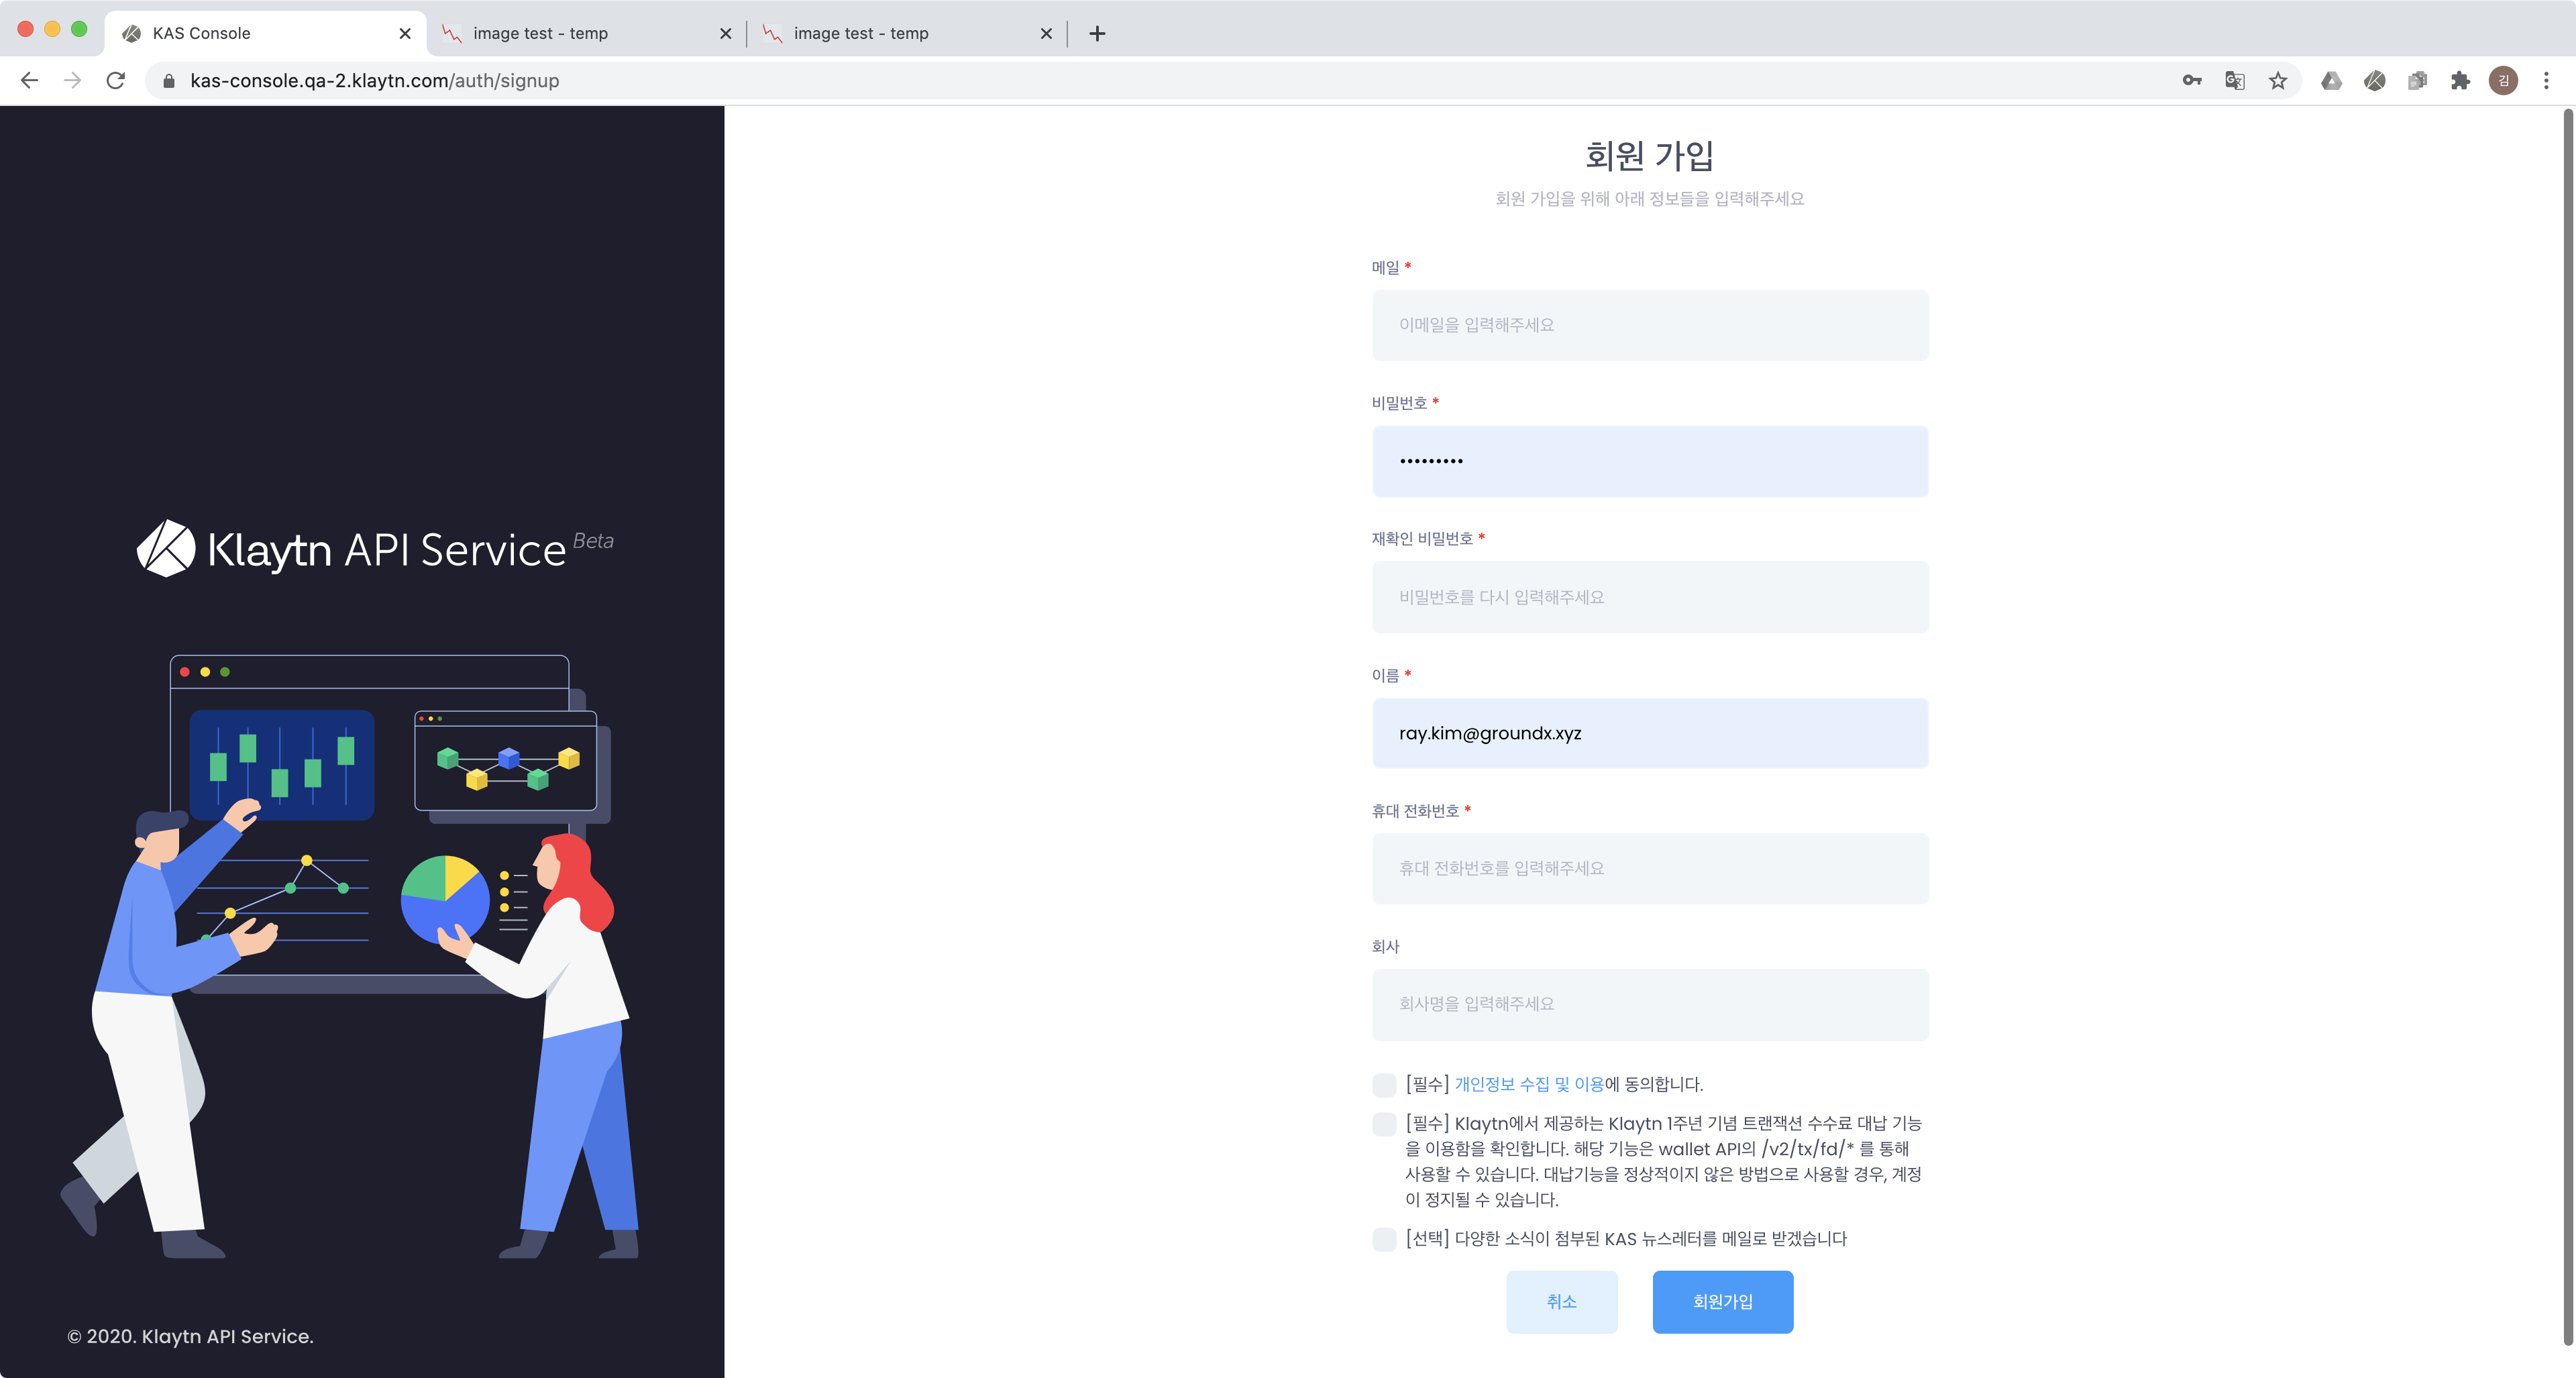 KAS Console
image test - temp
image test - temp
kas-console.qa-2.klaytn.com/auth/signup
김
Klaytn API Service Beta
© 2020. Klaytn API Service.
회원 가입
회원 가입을 위해 아래 정보들을 입력해주세요
메일 *
이메일을 입력해주세요
비밀번호 *
•••••••••
재확인 비밀번호 *
비밀번호를 다시 입력해주세요
이름 *
ray.kim@groundx.xyz
휴대 전화번호 *
휴대 전화번호를 입력해주세요
회사
회사명을 입력해주세요
[필수] 개인정보 수집 및 이용에 동의합니다.
[필수] Klaytn에서 제공하는 Klaytn 1주년 기념 트랜잭션 수수료 대납 기능
을 이용함을 확인합니다. 해당 기능은 wallet API의 /v2/tx/fd/* 를 통해
사용할 수 있습니다. 대납기능을 정상적이지 않은 방법으로 사용할 경우, 계정
이 정지될 수 있습니다.
[선택] 다양한 소식이 첨부된 KAS 뉴스레터를 메일로 받겠습니다
취소
회원가입